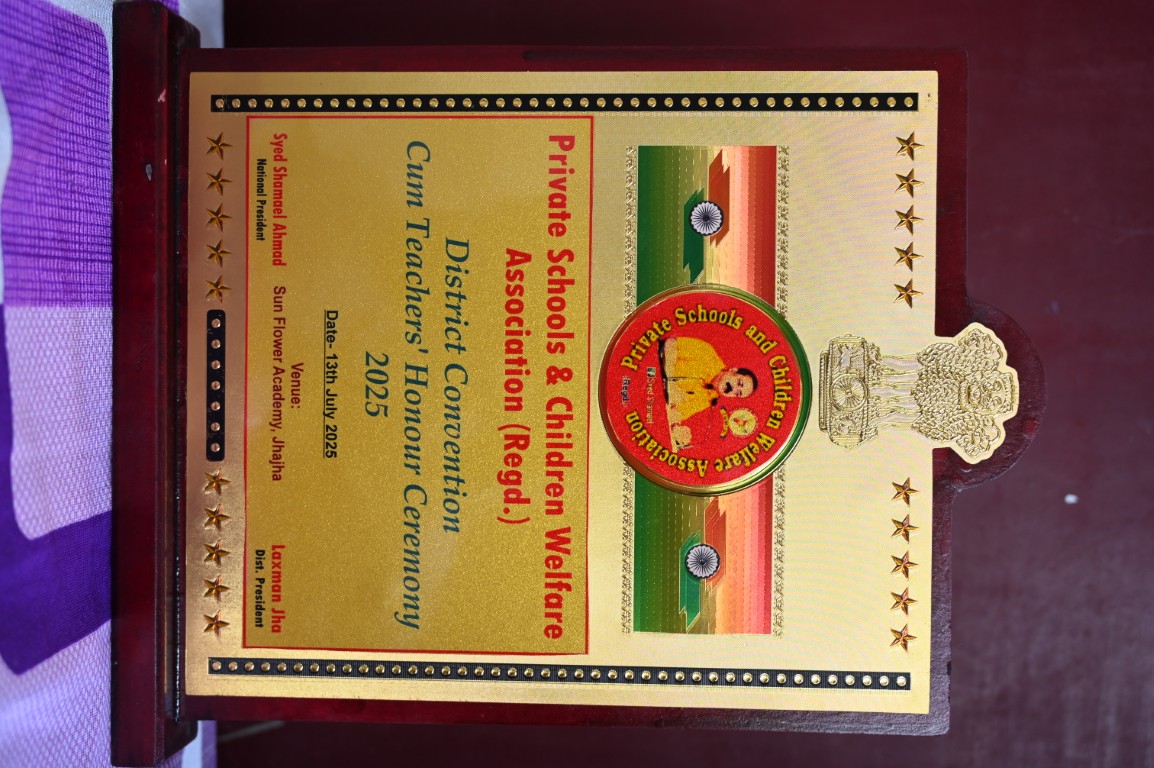 Private Schools and Children Welfare Association
Syed Shamael
Regd.
Private Schools & Children Welfare
Association (Regd.)
District Convention
Cum Teachers' Honour Ceremony
2025
Date- 13th July 2025
Venue:
Sun Flower Academy, Jhajha
Syed Shamael Ahmad
National President
Laxman Jha
Dist. President